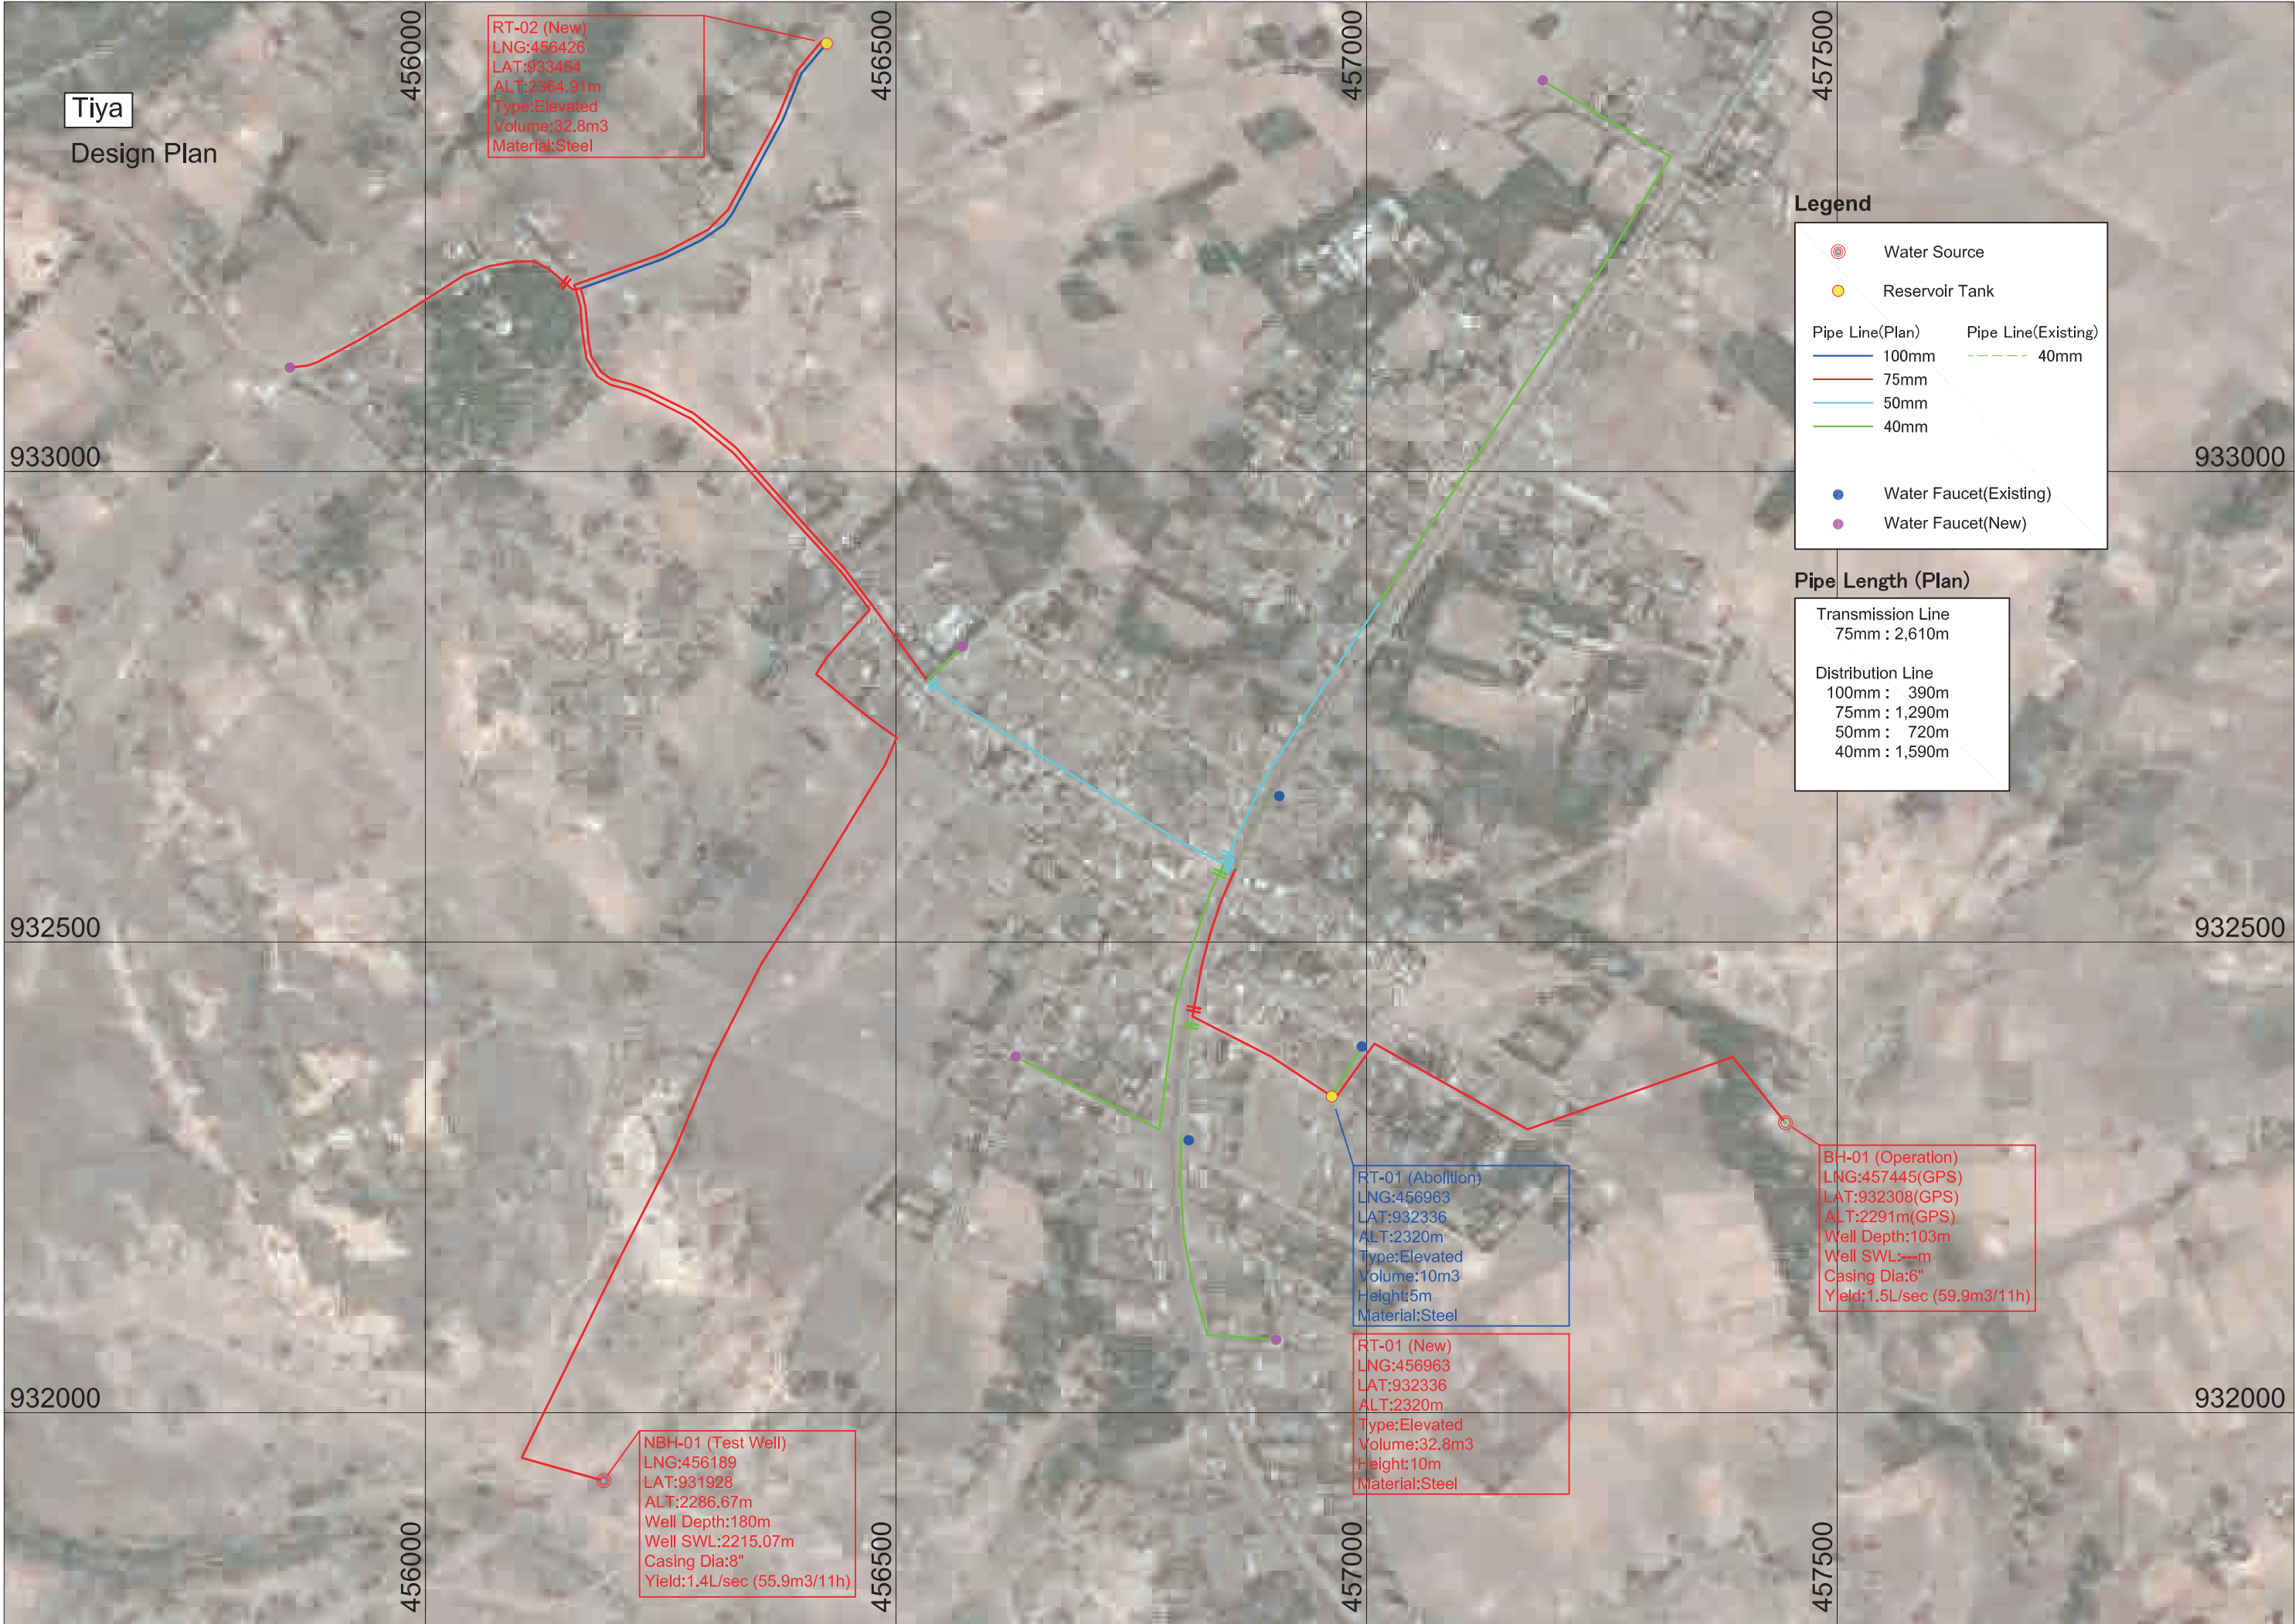 Tiya
Design Plan
456000
456500
457000
457500
RT-02 (New)
LNG:456426
LAT:933454
ALT:2364.91m
Type:Elevated
Volume:32.8m3
Material:Steel
Legend
Water Source
Reservoir Tank
Pipe Line(Plan) Pipe Line(Existing)
100mm 40mm
75mm
50mm
40mm
Water Faucet(Existing)
Water Faucet(New)
933000
933000
Pipe Length (Plan)
Transmission Line
75mm : 2,610m
Distribution Line
100mm : 390m
75mm : 1,290m
50mm : 720m
40mm : 1,590m
932500
932500
BH-01 (Operation)
LNG:457445(GPS)
LAT:932308(GPS)
ALT:2291m(GPS)
Well Depth:103m
Well SWL:---m
Casing Dia:6"
Yield:1.5L/sec (59.9m3/11h)
RT-01 (Abolition)
LNG:456963
LAT:932336
ALT:2320m
Type:Elevated
Volume:10m3
Height:5m
Material:Steel
RT-01 (New)
LNG:456963
LAT:932336
ALT:2320m
Type:Elevated
Volume:32.8m3
Height:10m
Material:Steel
932000
932000
NBH-01 (Test Well)
LNG:456189
LAT:931928
ALT:2286.67m
Well Depth:180m
Well SWL:2215.07m
Casing Dia:8"
Yield:1.4L/sec (55.9m3/11h)
456000
456500
457000
457500